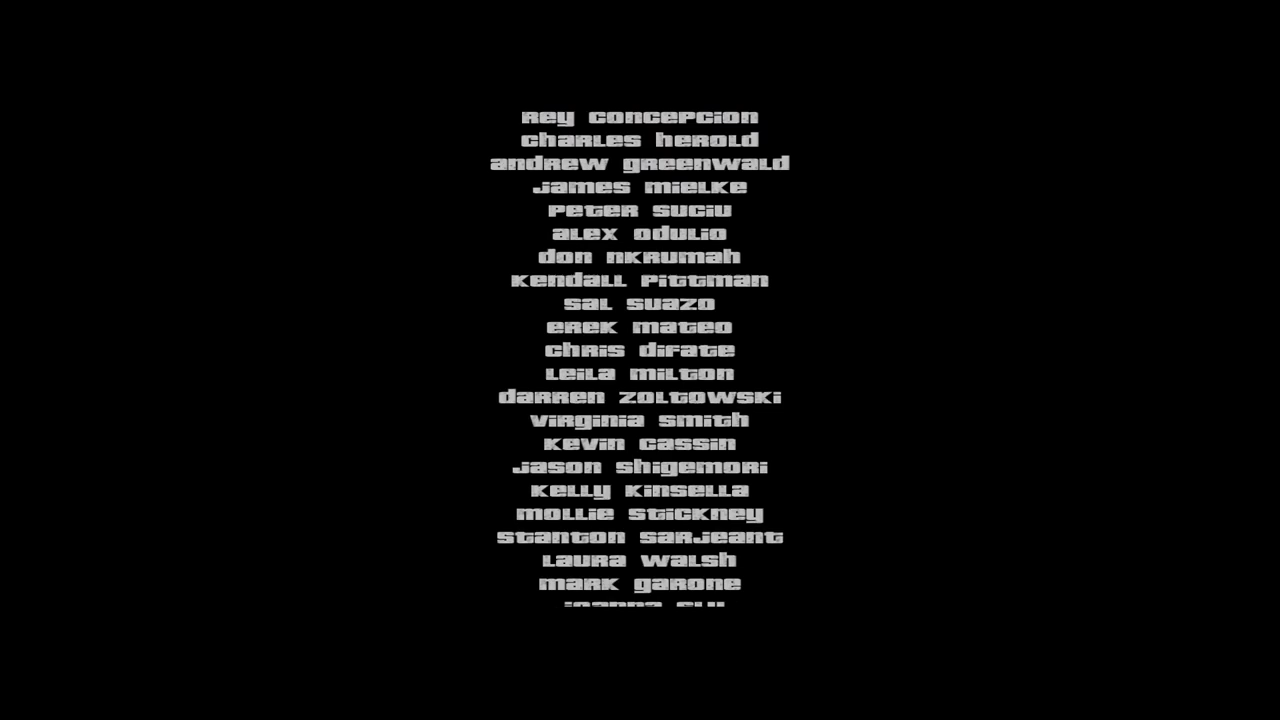 Rey Concepcion
Charles Herold
Andrew Greenwald
James Mielke
Peter Suciu
Alex Odulio
Don Nkrumah
Kendall Pittman
Sal Suazo
Erek Mateo
Chris DiFate
Leila Milton
Darren Zoltowski
Virginia Smith
Kevin Cassin
Jason Shigemori
Kelly Kinsella
Mollie Stickney
Stanton Sarjeant
Laura Walsh
Mark Garone
Joanna